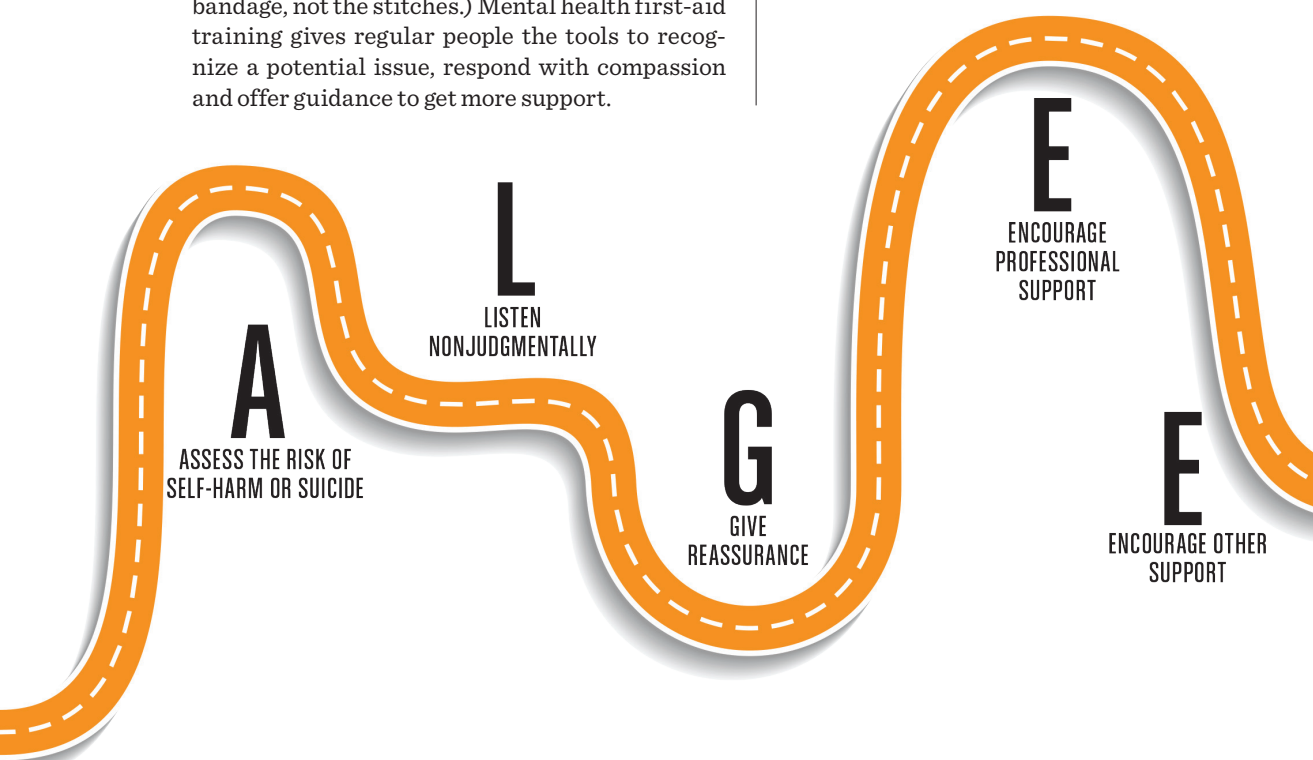 bandage, not the stitches.) Mental health first-aid
training gives regular people the tools to recog-
nize a potential issue, respond with compassion
and offer guidance to get more support.
A
ASSESS THE RISK OF
SELF-HARM OR SUICIDE
L
LISTEN
NONJUDGMENTALLY
G
GIVE
REASSURANCE
E
ENCOURAGE
PROFESSIONAL
SUPPORT
E
ENCOURAGE OTHER
SUPPORT